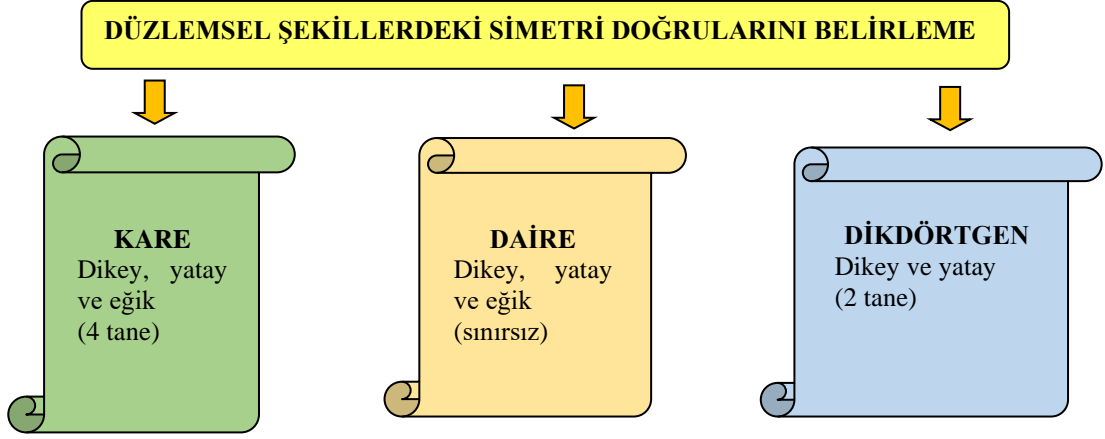 DÜZLEMSEL ŞEKİLLERDEKİ SİMETRİ DOĞRULARINI BELİRLEME
KARE
Dikey, yatay
ve eğik
(4 tane)
DAİRE
Dikey, yatay
ve eğik
(sınırsız)
DİKDÖRTGEN
Dikey ve yatay
(2 tane)